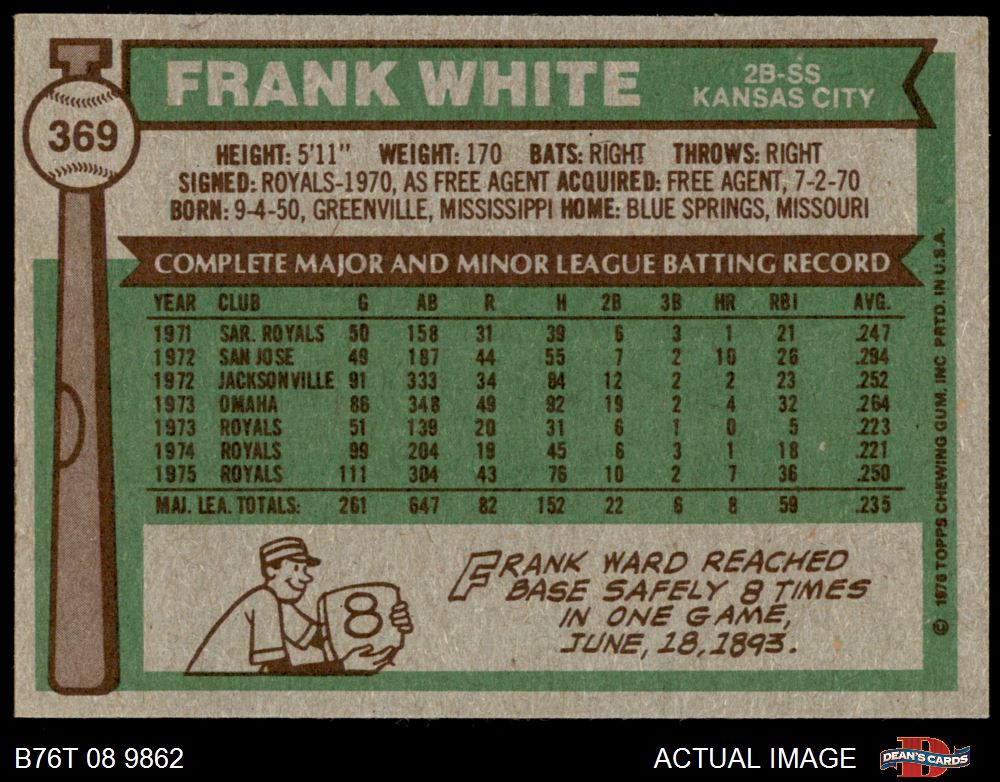 FRANK WHITE
2B-SS
KANSAS CITY
369
HEIGHT: 5'11" WEIGHT: 170 BATS: RIGHT THROWS: RIGHT
SIGNED: ROYALS-1970, AS FREE AGENT ACQUIRED: FREE AGENT, 7-2-70
BORN: 9-4-50, GREENVILLE, MISSISSIPPI HOME: BLUE SPRINGS, MISSOURI
COMPLETE MAJOR AND MINOR LEAGUE BATTING RECORD
YEAR CLUB G AB R H 2B 3B HR RBI AVG.
1971 SAR. ROYALS 50 158 31 39 6 3 1 21 .247
1972 SAN JOSE 49 187 44 55 7 2 10 26 .294
1972 JACKSONVILLE 91 333 34 84 12 2 2 23 .252
1973 OMAHA 86 348 49 92 19 2 4 32 .264
1973 ROYALS 51 139 20 31 6 1 0 5 .223
1974 ROYALS 99 204 19 45 6 3 1 18 .221
1975 ROYALS 111 304 43 76 10 2 7 36 .250
MAJ. LEA. TOTALS: 261 647 82 152 22 6 8 59 .235
8
FRANK WARD REACHED
BASE SAFELY 8 TIMES
IN ONE GAME,
JUNE, 18, 1893.
© 1976 TOPPS CHEWING GUM, INC PRTD. IN U.S.A.
B76T 08 9862
ACTUAL IMAGE
D
DEAN'S CARDS